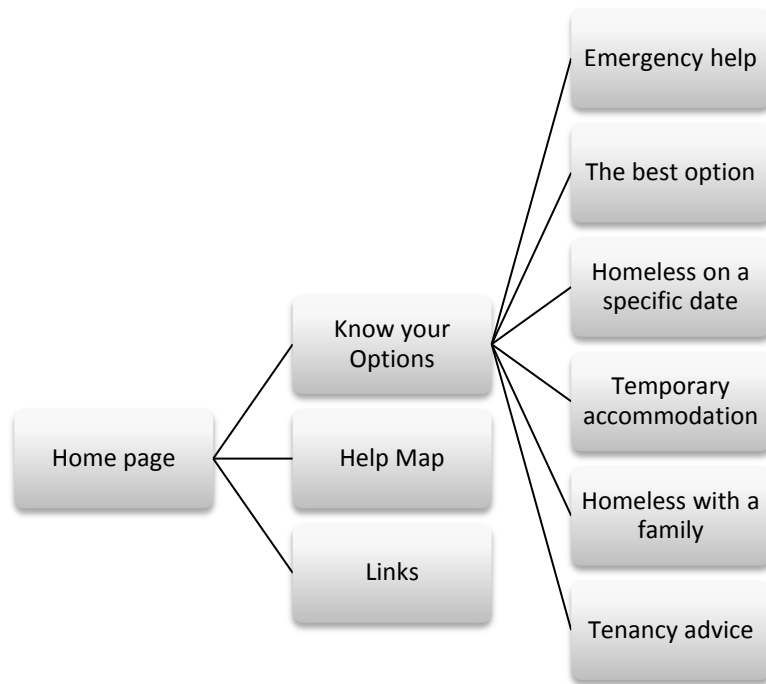 Home page
Know your
Options
Help Map
Links
Emergency help
The best option
Homeless on a
specific date
Temporary
accommodation
Homeless with a
family
Tenancy advice